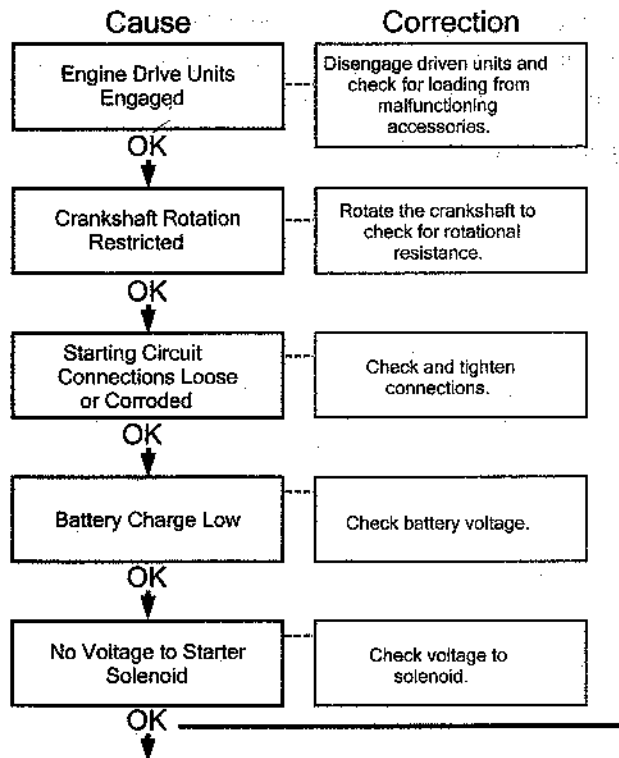 Cause
Correction
Engine Drive Units
Engaged
Disengage driven units and
check for loading from
malfunctioning
accessories.
OK
Crankshaft Rotation
Restricted
Rotate the crankshaft to
check for rotational
resistance.
OK
Starting Circuit
Connections Loose
or Corroded
Check and tighten
connections.
OK
Battery Charge Low
Check battery voltage.
OK
No Voltage to Starter
Solenoid
Check voltage to
solenoid.
OK